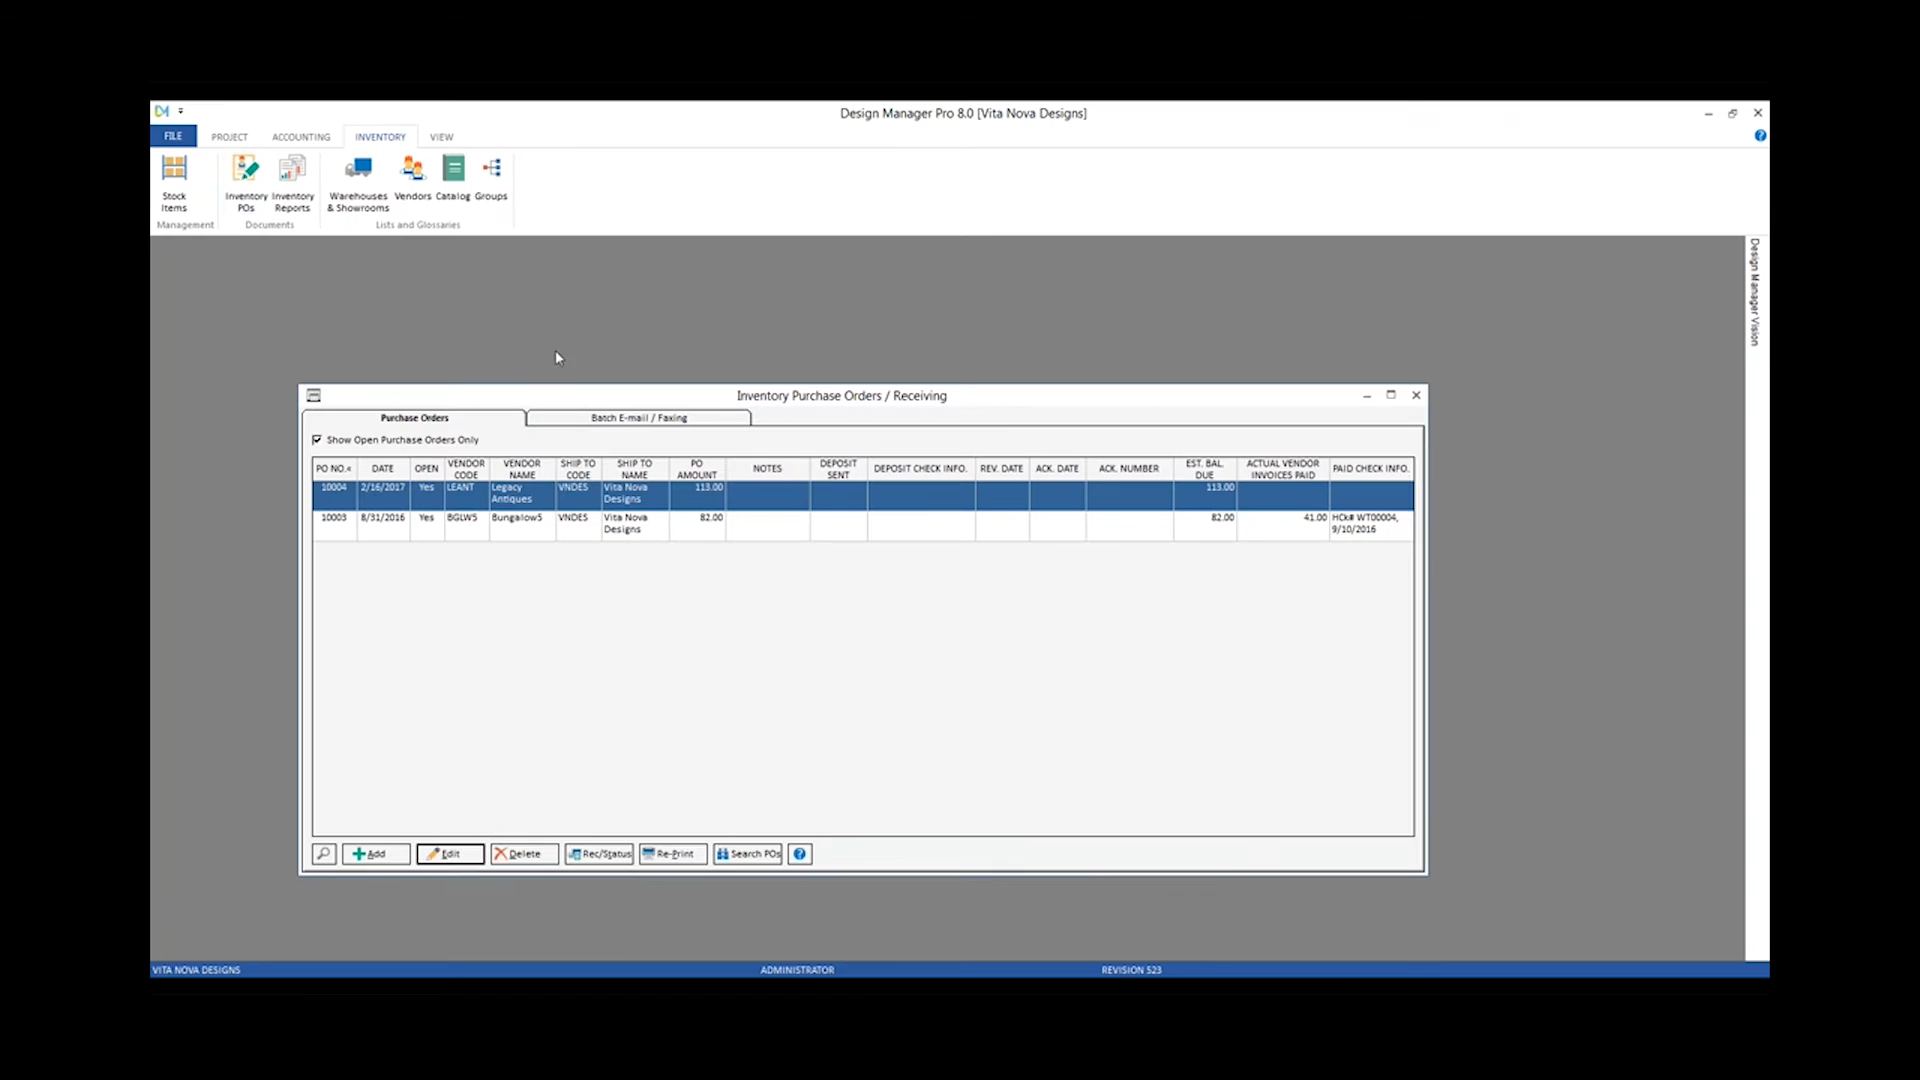 Design Manager Pro 8.0 [Vita Nova Designs]
FILE PROJECT ACCOUNTING INVENTORY VIEW
Stock Items
Inventory POs
Inventory Reports
Warehouses & Showrooms
Vendors
Catalog
Groups
Management Documents Lists and Glossaries
Design Manager Vision
Inventory Purchase Orders / Receiving
Purchase Orders Batch E-mail / Faxing
Show Open Purchase Orders Only
PO NO.« DATE OPEN VENDOR CODE VENDOR NAME SHIP TO CODE SHIP TO NAME PO AMOUNT NOTES DEPOSIT SENT DEPOSIT CHECK INFO. REV. DATE ACK. DATE ACK. NUMBER EST. BAL. DUE ACTUAL VENDOR INVOICES PAID PAID CHECK INFO.
10004 2/16/2017 Yes LEANT Legacy Antiques VNDES Vita Nova Designs 113.00 113.00
10003 8/31/2016 Yes BGLW5 Bungalow5 VNDES Vita Nova Designs 82.00 82.00 41.00 HCk# WT00004, 9/10/2016
Add Edit Delete Rec/Status Re-Print Search POs
VITA NOVA DESIGNS ADMINISTRATOR REVISION 523